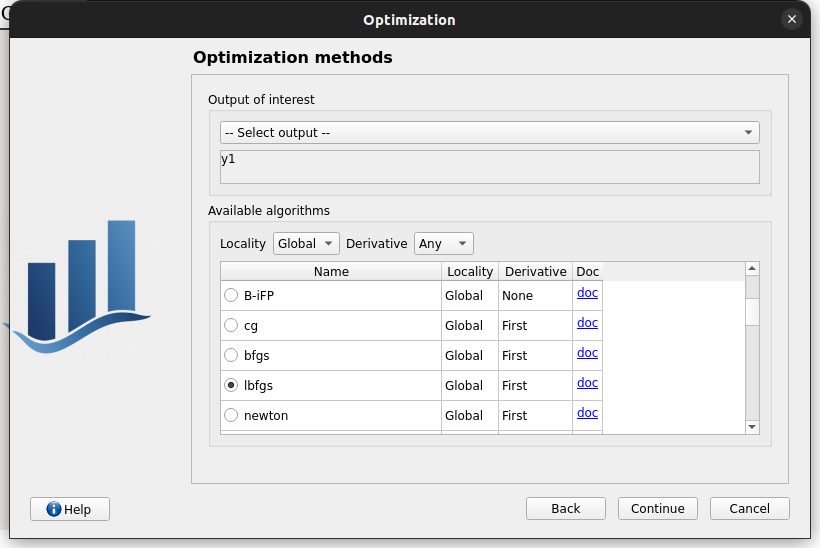 G
Optimization
Optimization methods
Output of interest
-- Select output --
y1
Available algorithms
Locality Global Derivative Any
Name Locality Derivative Doc
B-iFP Global None doc
cg Global First doc
bfgs Global First doc
lbfgs Global First doc
newton Global First doc
Help Back Continue Cancel